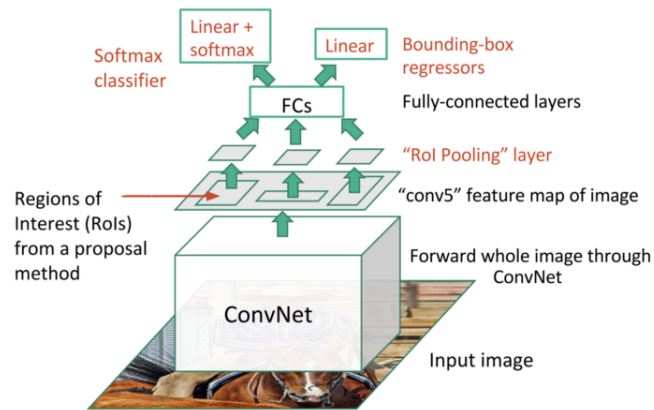 Linear +
softmax
Linear
Softmax
classifier
Bounding-box
regressors
FCs
Fully-connected layers
"RoI Pooling" layer
Regions of
Interest (RoIs)
from a proposal
method
"conv5" feature map of image
Forward whole image through
ConvNet
ConvNet
Input image